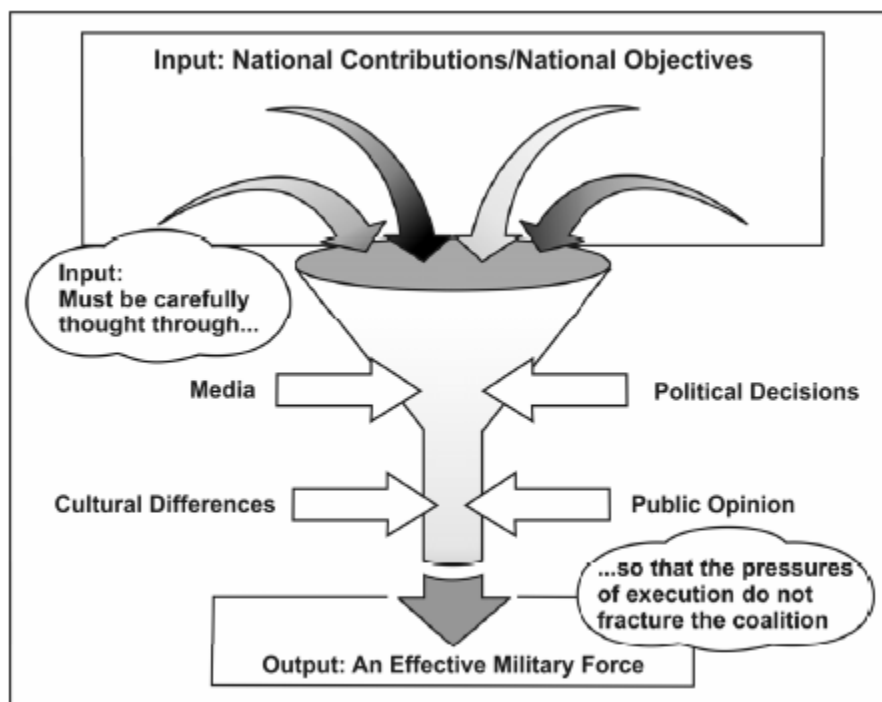 Input: National Contributions/National Objectives
Input:
Must be carefully
thought through...
Media
Political Decisions
Cultural Differences
Public Opinion
...so that the pressures
of execution do not
fracture the coalition
Output: An Effective Military Force